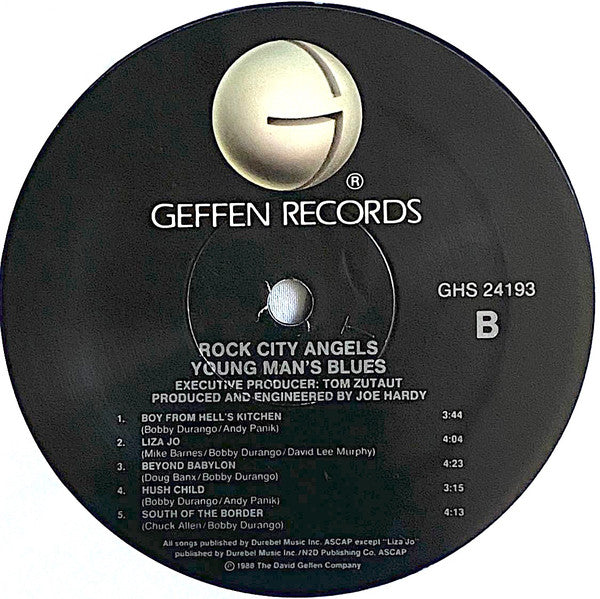 G
®
GEFFEN RECORDS
GHS 24193
B
ROCK CITY ANGELS
YOUNG MAN'S BLUES
EXECUTIVE PRODUCER: TOM ZUTAUT
PRODUCED AND ENGINEERED BY JOE HARDY
1. BOY FROM HELL'S KITCHEN 3:44
(Bobby Durango/Andy Panik)
2. LIZA JO 4:04
(Mike Barnes/Bobby Durango/David Lee Murphy)
3. BEYOND BABYLON 4:23
(Doug Banx/Bobby Durango)
4. HUSH CHILD 3:15
(Bobby Durango/Andy Panik)
5. SOUTH OF THE BORDER 4:13
(Chuck Allen/Bobby Durango)
All songs published by Durebel Music Inc. ASCAP except "Liza Jo"
published by Durebel Music Inc./N2D Publishing Co. ASCAP
℗ 1988 The David Geffen Company